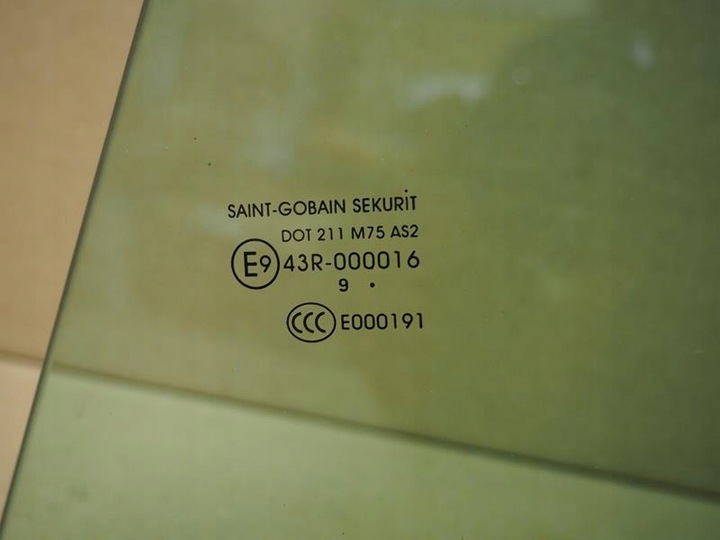 SAINT-GOBAIN SEKURIT
DOT 211 M75 AS2
E9 43R-000016
9 .
CCC E000191